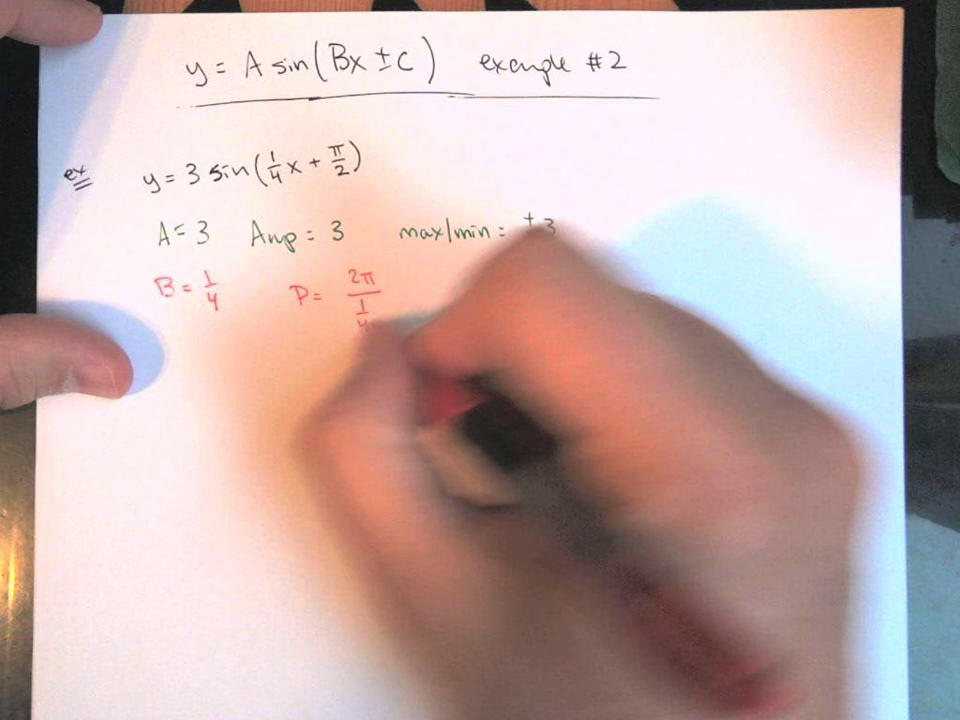 y = A sin(Bx ± C) example #2
ex y = 3 sin(1/4 x + π/2)
A = 3 Amp = 3 max/min = ±3
B = 1/4 P = 2π/(1/4)